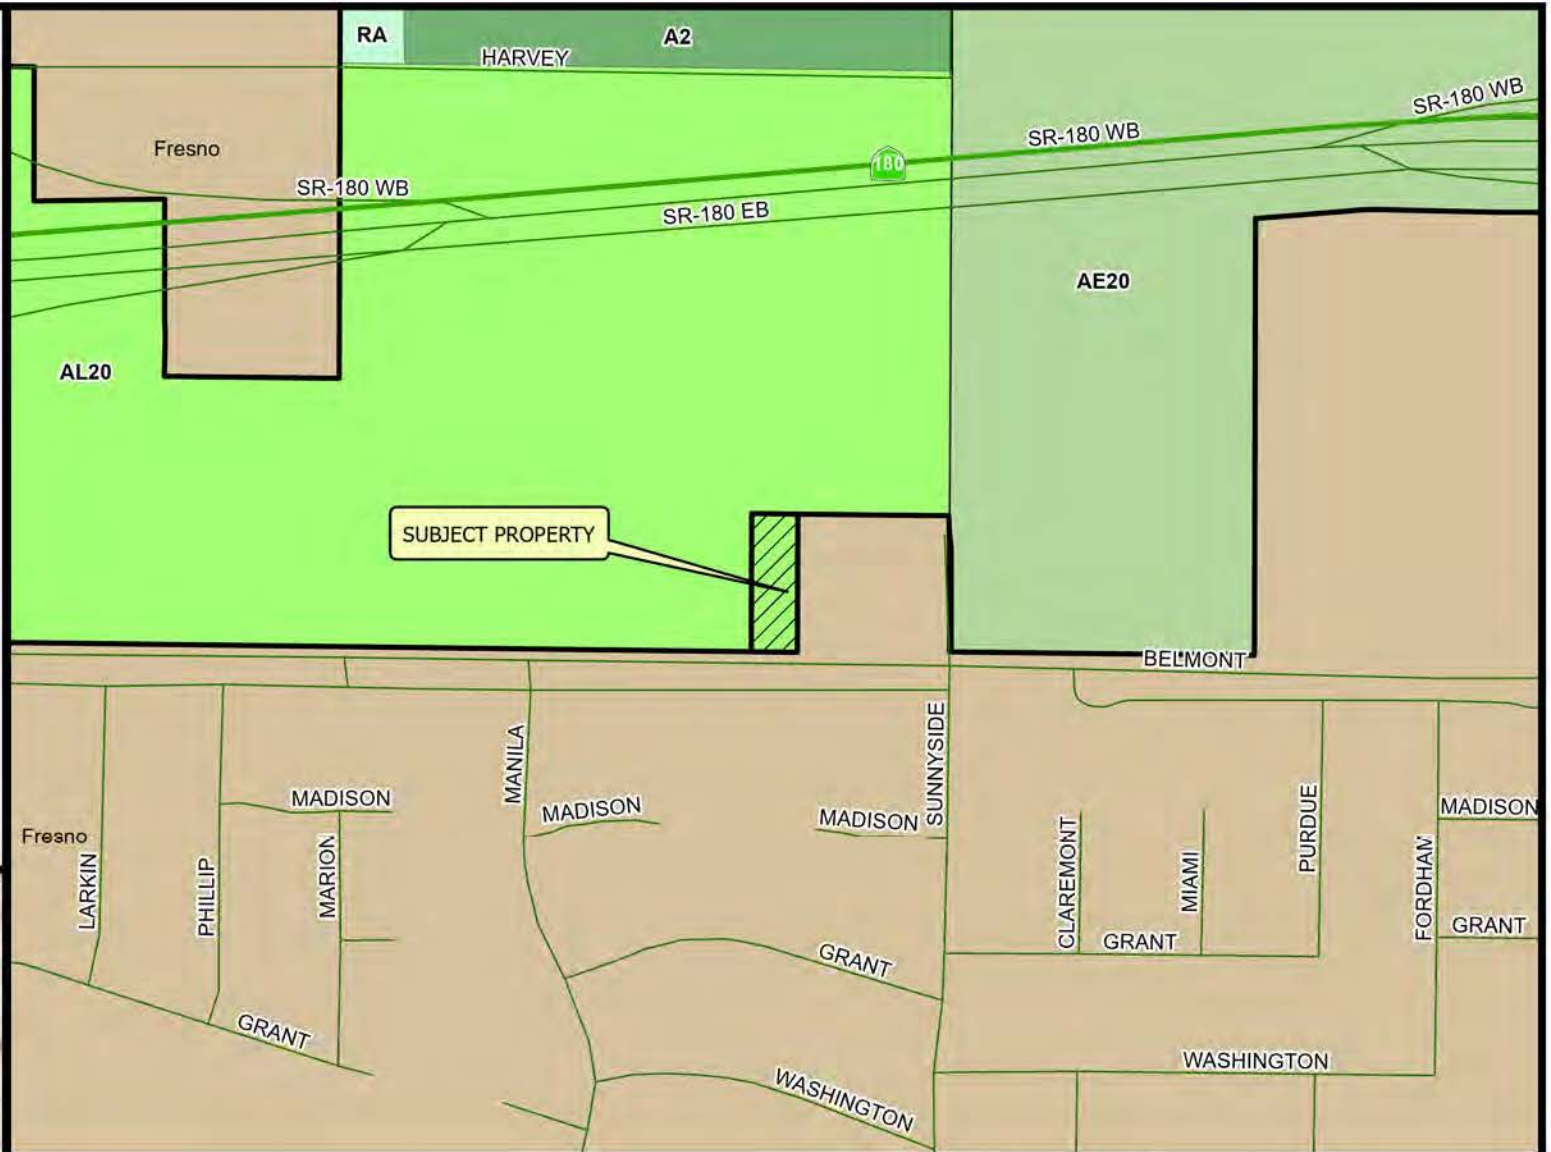 RA
A2
HARVEY
SR-180 WB
SR-180 WB
Fresno
180
SR-180 WB
SR-180 EB
AE20
AL20
SUBJECT PROPERTY
BELMONT
SUNNYSIDE
MANILA
MADISON
MADISON
MADISON
MADISON
PURDUE
Fresno
LARKIN
PHILLIP
MARION
CLAREMONT
MIAMI
FORDHAM
GRANT
GRANT
GRANT
GRANT
WASHINGTON
WASHINGTON